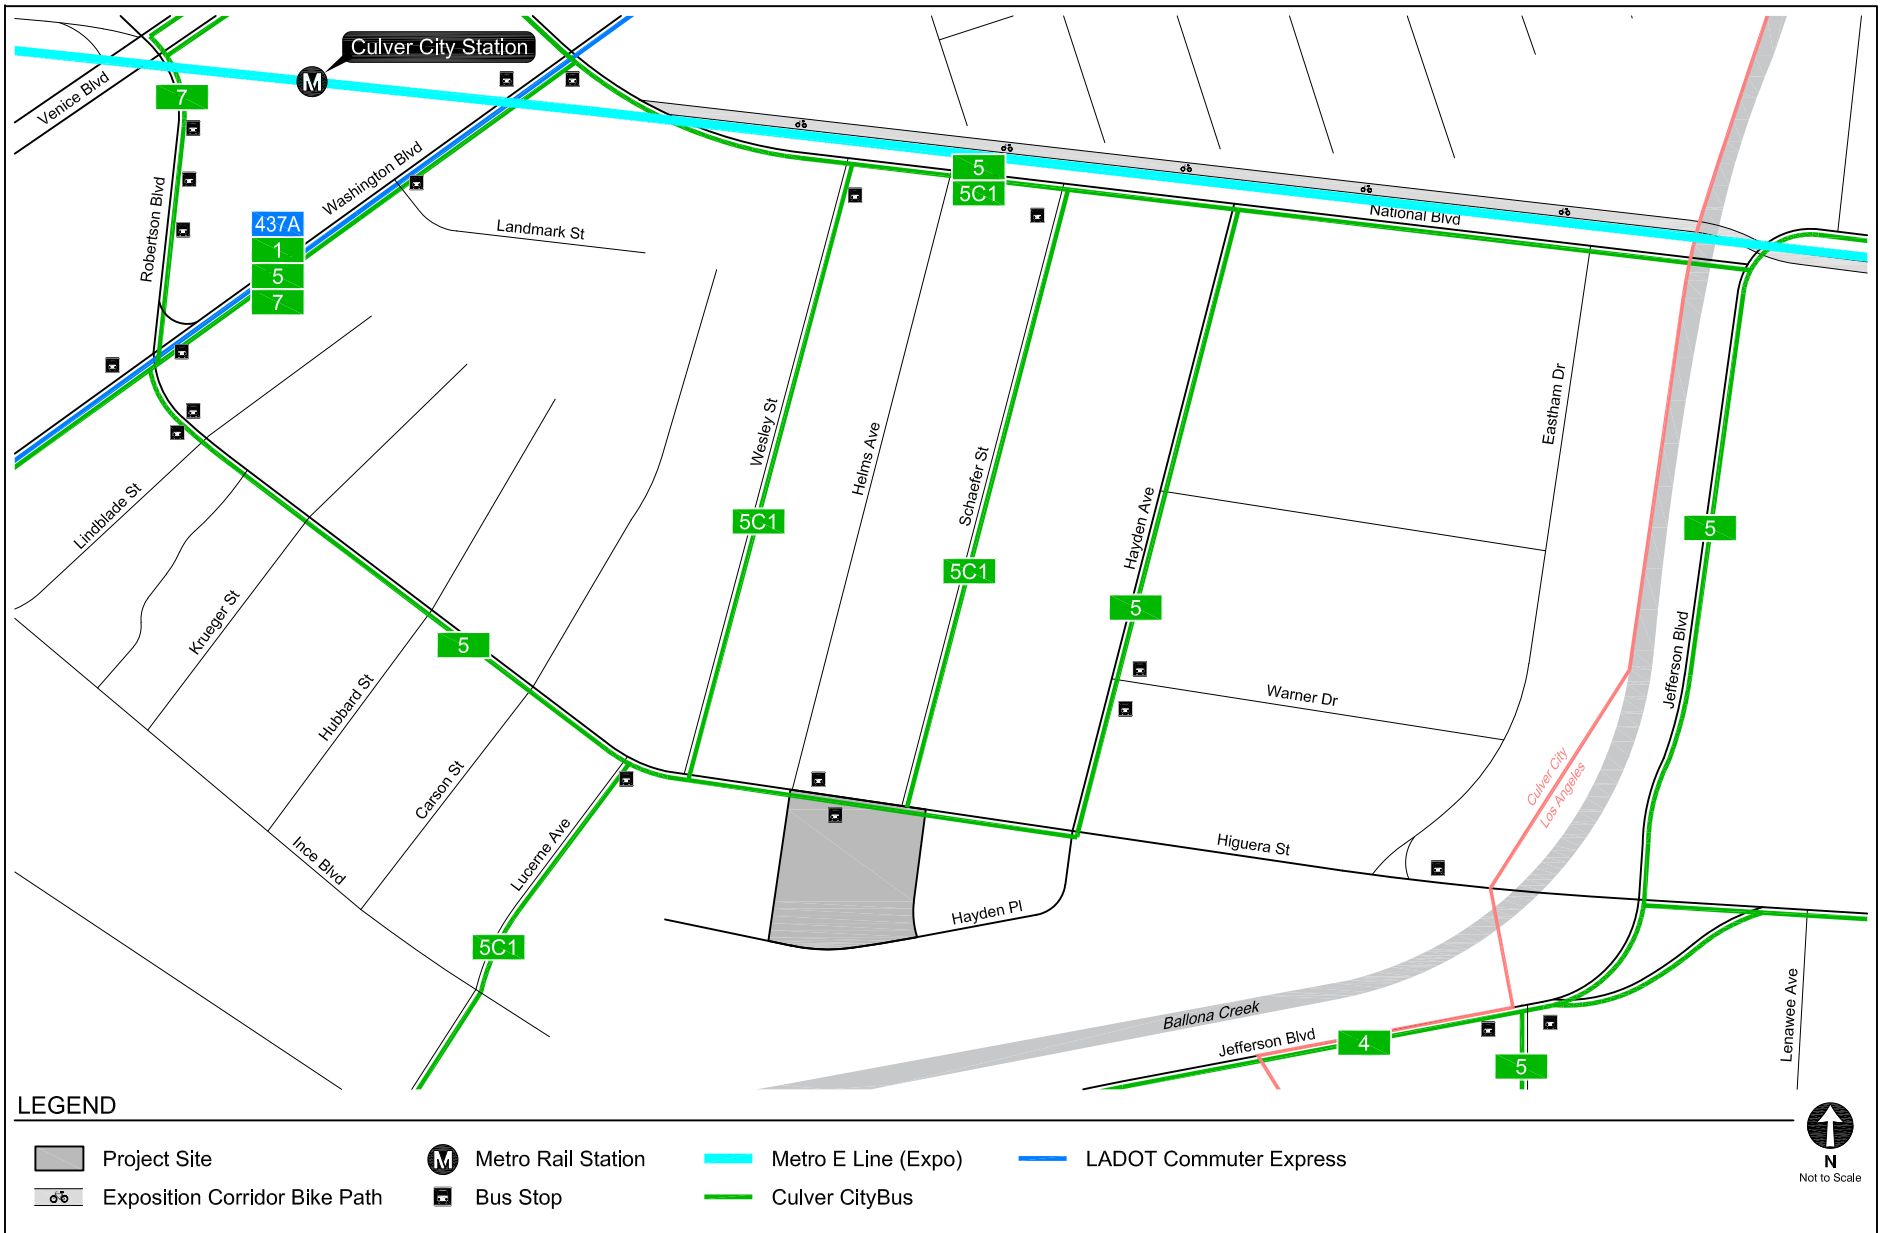 Culver City Station
M
Venice Blvd
7
Robertson Blvd
Washington Blvd
437A
1
5
7
Landmark St
5
5C1
National Blvd
Wesley St
Helms Ave
Schaefer St
Hayden Ave
Eastham Dr
Lindblade St
Krueger St
Hubbard St
Carson St
Ince Blvd
Lucerne Ave
5
5C1
5C1
5C1
5
5
Jefferson Blvd
Warner Dr
Culver City
Los Angeles
Higuera St
Hayden Pl
Ballona Creek
Jefferson Blvd
4
5
Lenawee Ave
LEGEND
Project Site
M Metro Rail Station
Metro E Line (Expo)
LADOT Commuter Express
Exposition Corridor Bike Path
Bus Stop
Culver CityBus
N
Not to Scale